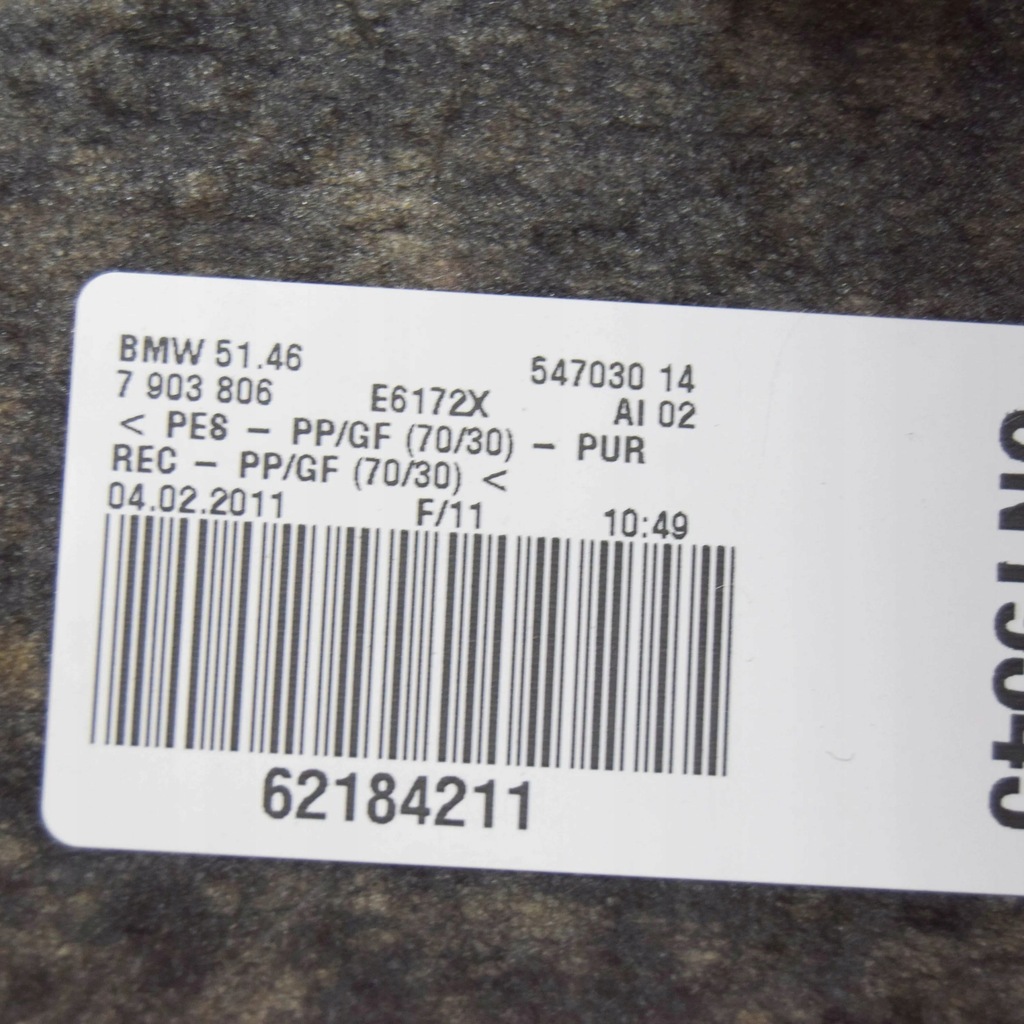 BMW 51.46 547030 14
7 903 806 E6172X AI 02
< PES - PP/GF (70/30) - PUR
REC - PP/GF (70/30) <
04.02.2011 F/11 10:49
62184211